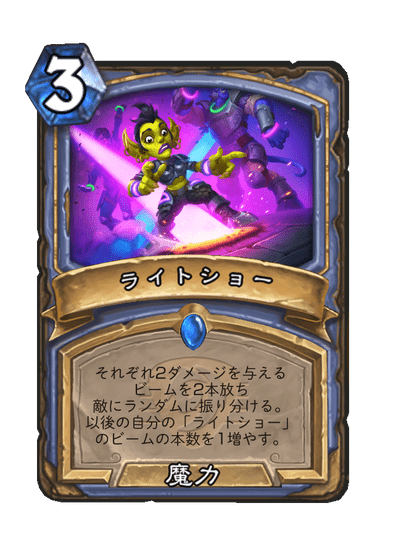 3
ライトショー
それぞれ2ダメージを与える
ビームを2本放ち
敵にランダムに振り分ける。
以後の自分の「ライトショー」
のビームの本数を1増やす。
魔力